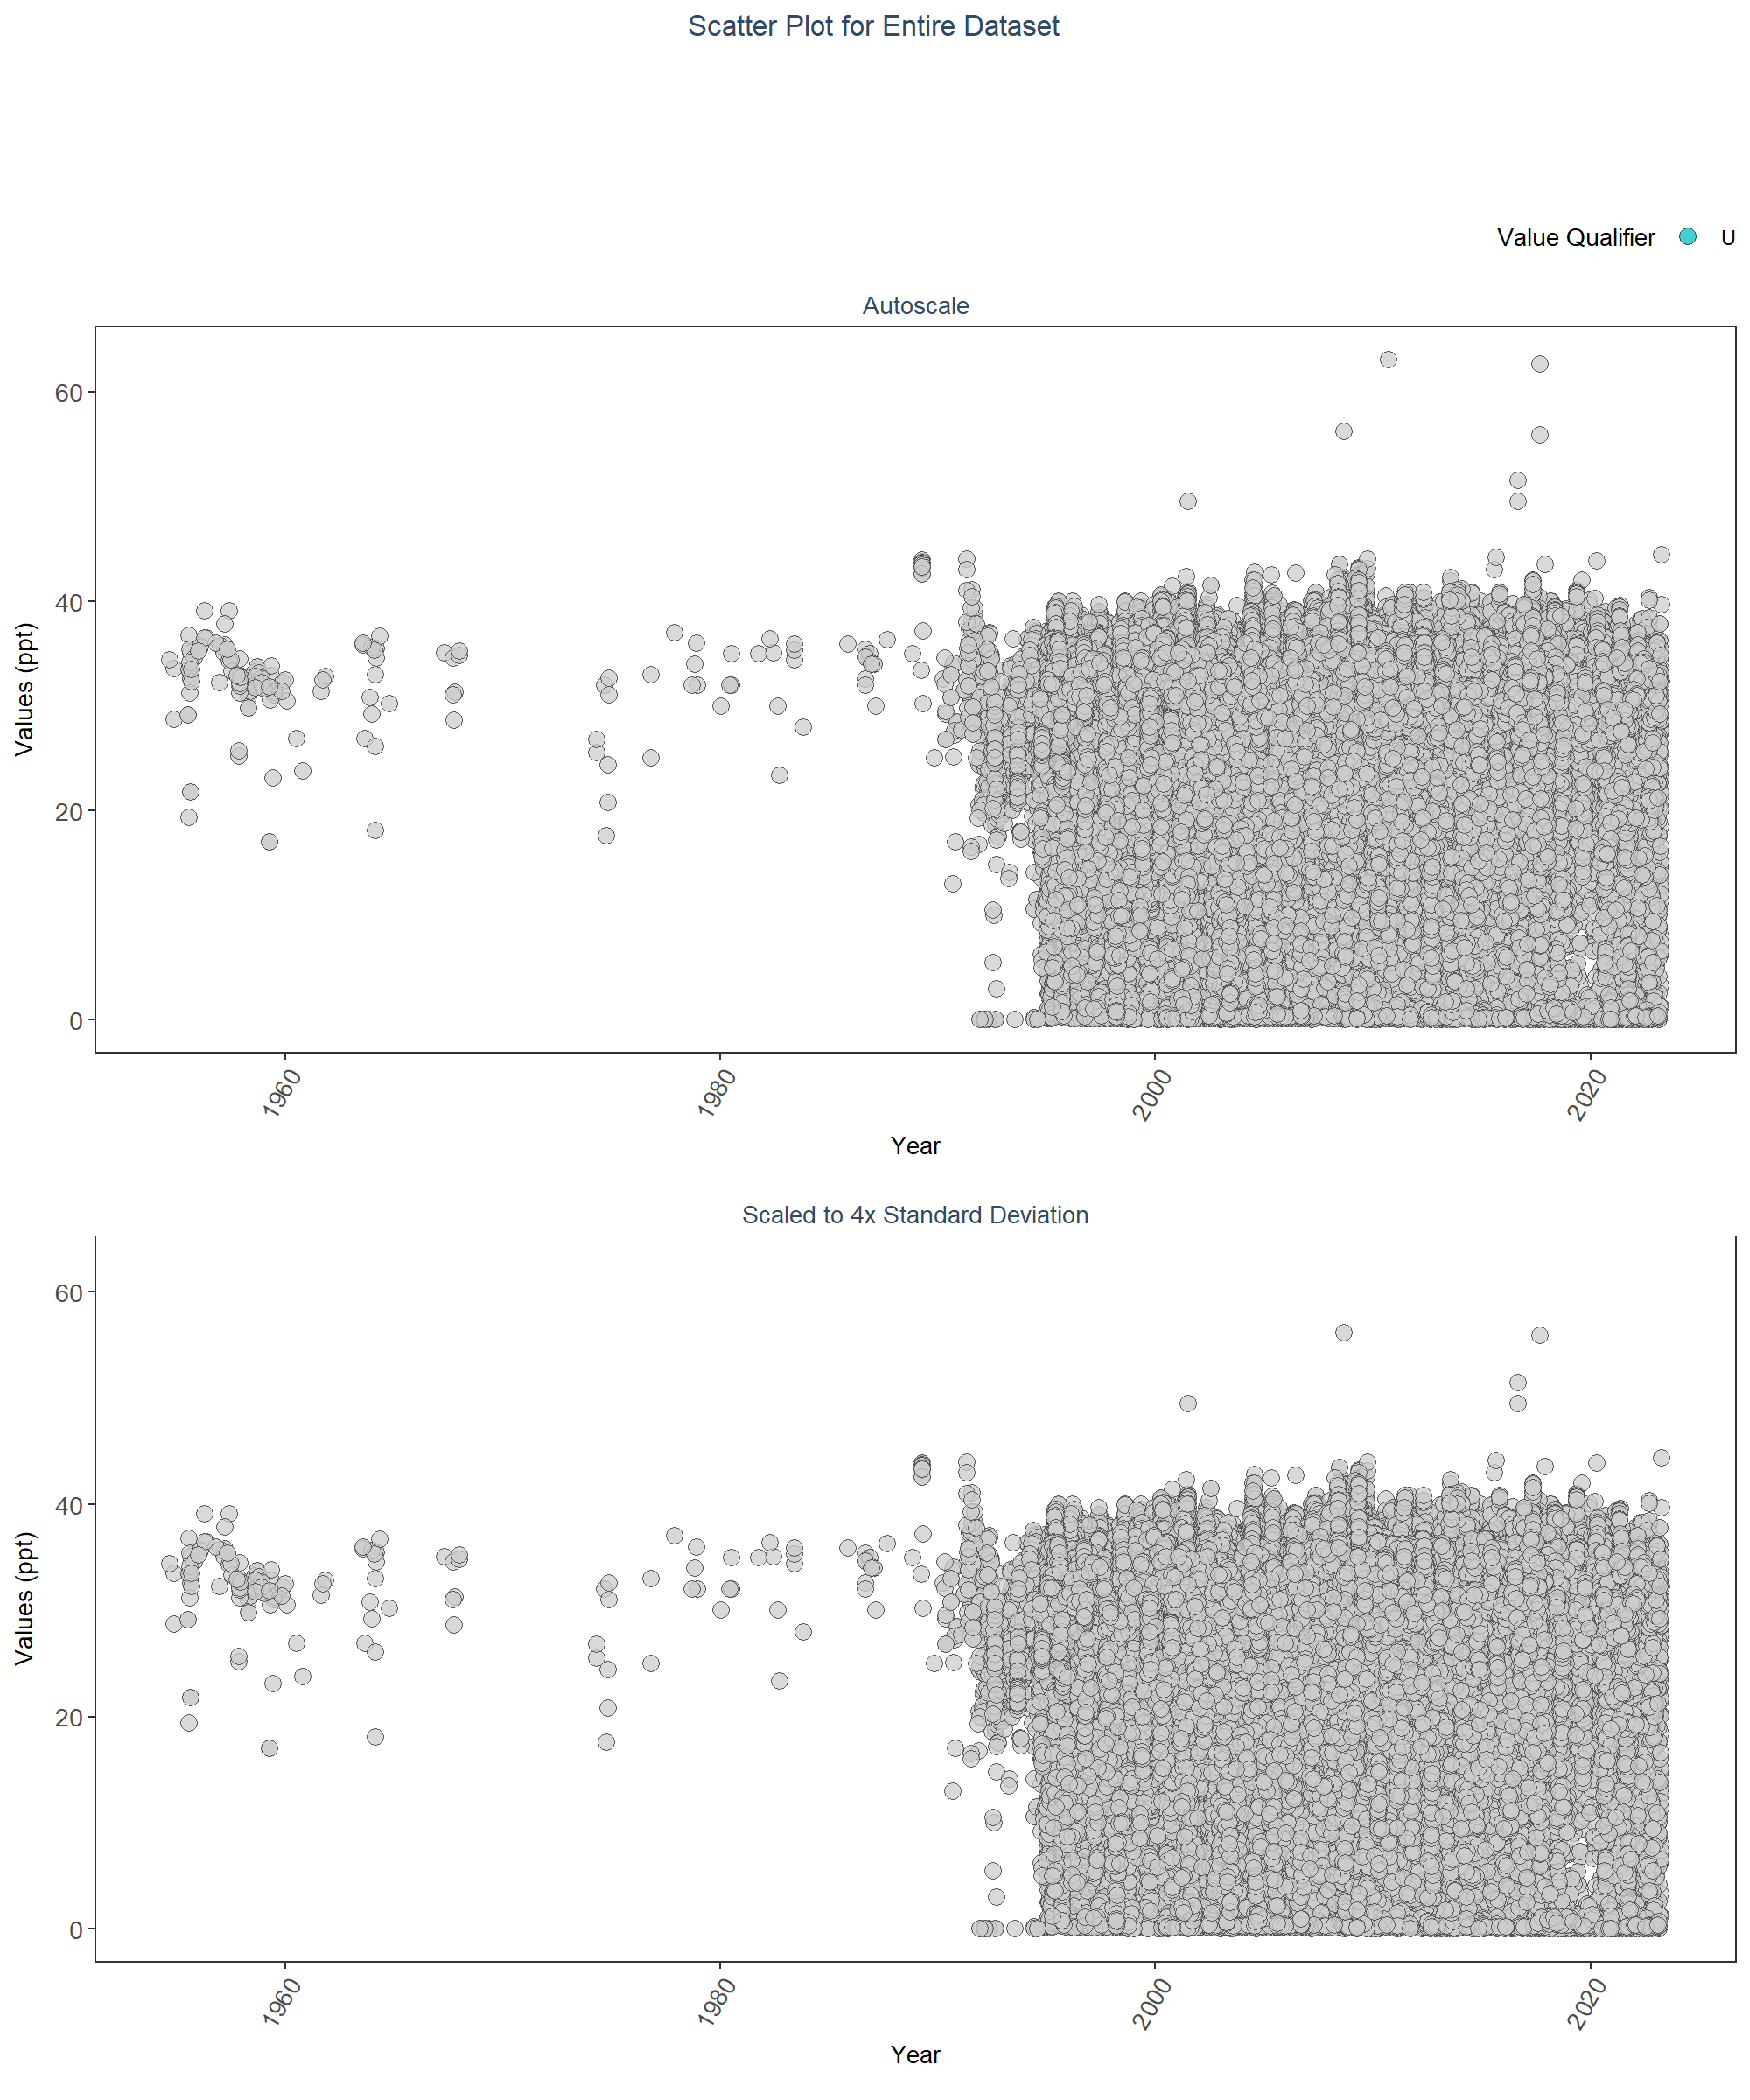 Scatter Plot for Entire Dataset
Value Qualifier U
Autoscale
60
40
20
0
Values (ppt)
1960 1980 2000 2020
Year
Scaled to 4x Standard Deviation
60
40
20
0
Values (ppt)
1960 1980 2000 2020
Year